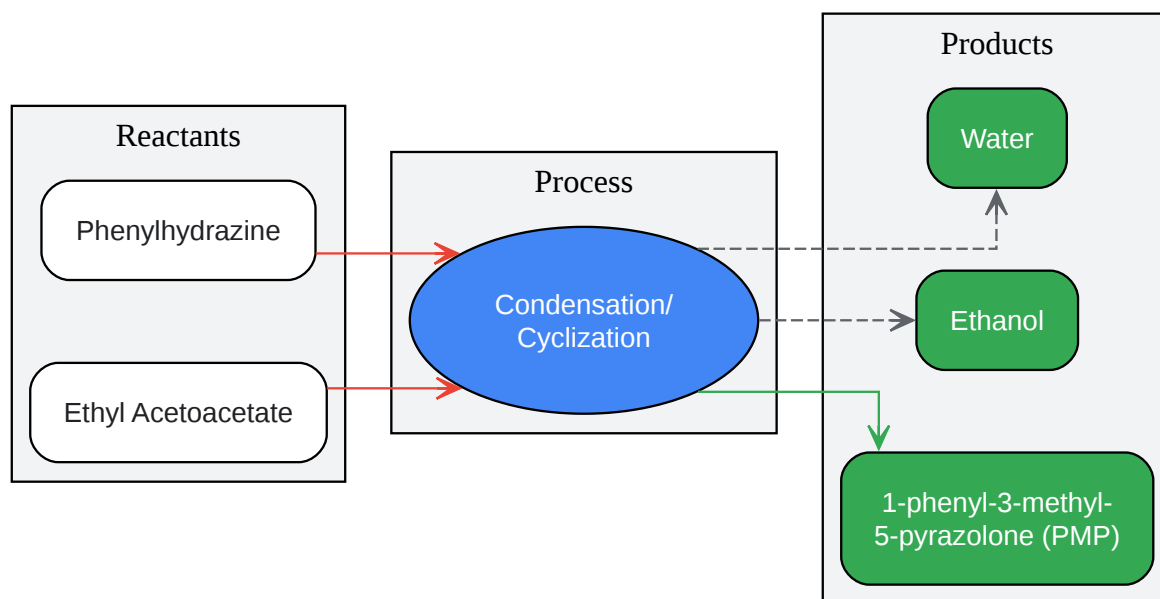 Reactants
Phenylhydrazine
Ethyl Acetoacetate
Process
Condensation/
Cyclization
Products
Water
Ethanol
1-phenyl-3-methyl-
5-pyrazolone (PMP)